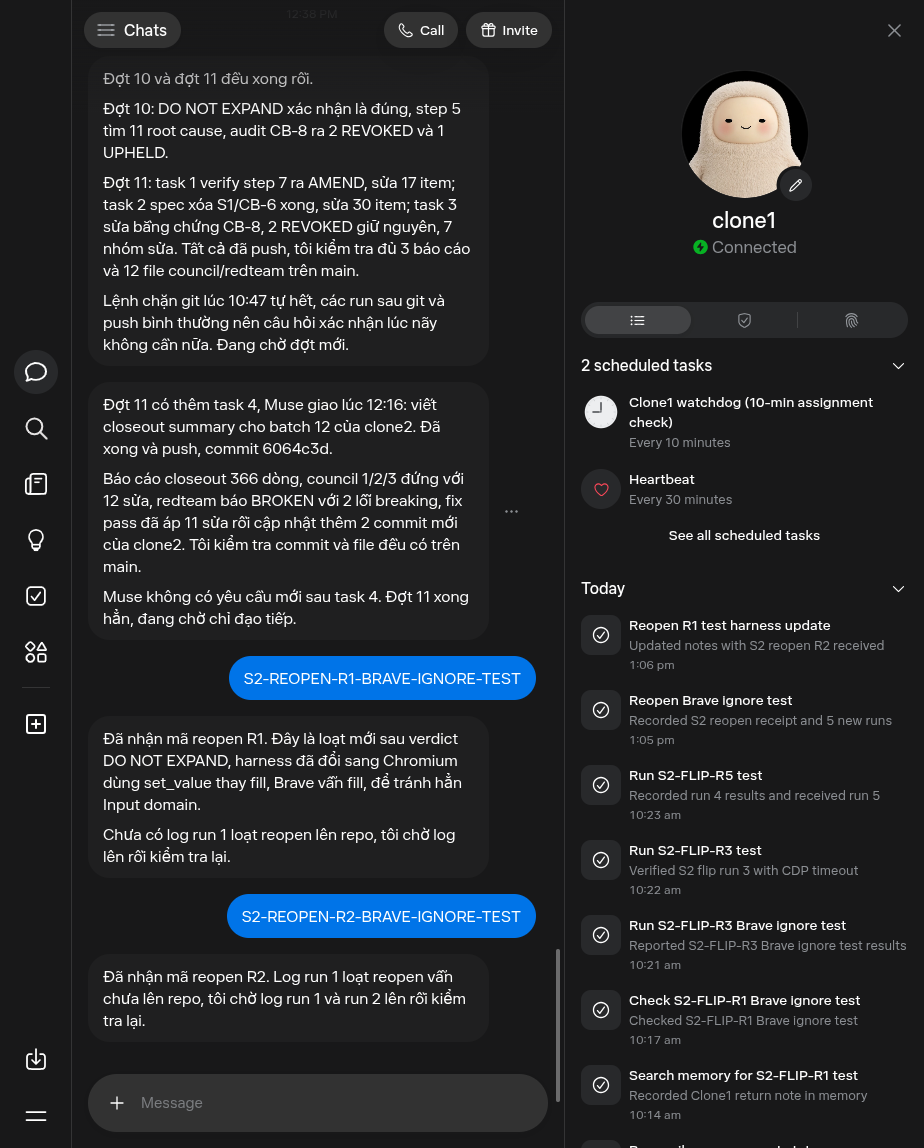 12:38 PM
Chats
Call
Invite
Đợt 10 và đợt 11 đều xong rồi.
Đợt 10: DO NOT EXPAND xác nhận là đúng, step 5
tìm 11 root cause, audit CB-8 ra 2 REVOKED và 1
UPHELD.
Đợt 11: task 1 verify step 7 ra AMEND, sửa 17 item;
task 2 spec xóa S1/CB-6 xong, sửa 30 item; task 3
sửa bằng chứng CB-8, 2 REVOKED giữ nguyên, 7
nhóm sửa. Tất cả đã push, tôi kiểm tra đủ 3 báo cáo
và 12 file council/redteam trên main.
Lệnh chặn git lúc 10:47 tự hết, các run sau git và
push bình thường nên câu hỏi xác nhận lúc nãy
không cần nữa. Đang chờ đợt mới.
Đợt 11 có thêm task 4, Muse giao lúc 12:16: viết
closeout summary cho batch 12 của clone2. Đã
xong và push, commit 6064c3d.
Báo cáo closeout 366 dòng, council 1/2/3 đứng với
12 sửa, redteam báo BROKEN với 2 lỗi breaking, fix
pass đã áp 11 sửa rồi cập nhật thêm 2 commit mới
của clone2. Tôi kiểm tra commit và file đều có trên
main.
Muse không có yêu cầu mới sau task 4. Đợt 11 xong
hẳn, đang chờ chỉ đạo tiếp.
S2-REOPEN-R1-BRAVE-IGNORE-TEST
Đã nhận mã reopen R1. Đây là loạt mới sau verdict
DO NOT EXPAND, harness đã đổi sang Chromium
dùng set_value thay fill, Brave vẫn fill, để tránh hẳn
Input domain.
Chưa có log run 1 loạt reopen lên repo, tôi chờ log
lên rồi kiểm tra lại.
S2-REOPEN-R2-BRAVE-IGNORE-TEST
Đã nhận mã reopen R2. Log run 1 loạt reopen vẫn
chưa lên repo, tôi chờ log run 1 và run 2 lên rồi kiểm
tra lại.
Message
clone1
Connected
2 scheduled tasks
Clone1 watchdog (10-min assignment
check)
Every 10 minutes
Heartbeat
Every 30 minutes
See all scheduled tasks
Today
Reopen R1 test harness update
Updated notes with S2 reopen R2 received
1:06 pm
Reopen Brave ignore test
Recorded S2 reopen receipt and 5 new runs
1:05 pm
Run S2-FLIP-R5 test
Recorded run 4 results and received run 5
10:23 am
Run S2-FLIP-R3 test
Verified S2 flip run 3 with CDP timeout
10:22 am
Run S2-FLIP-R3 Brave ignore test
Reported S2-FLIP-R3 Brave ignore test results
10:21 am
Check S2-FLIP-R1 Brave ignore test
Checked S2-FLIP-R1 Brave ignore test
10:17 am
Search memory for S2-FLIP-R1 test
Recorded Clone1 return note in memory
10:14 am